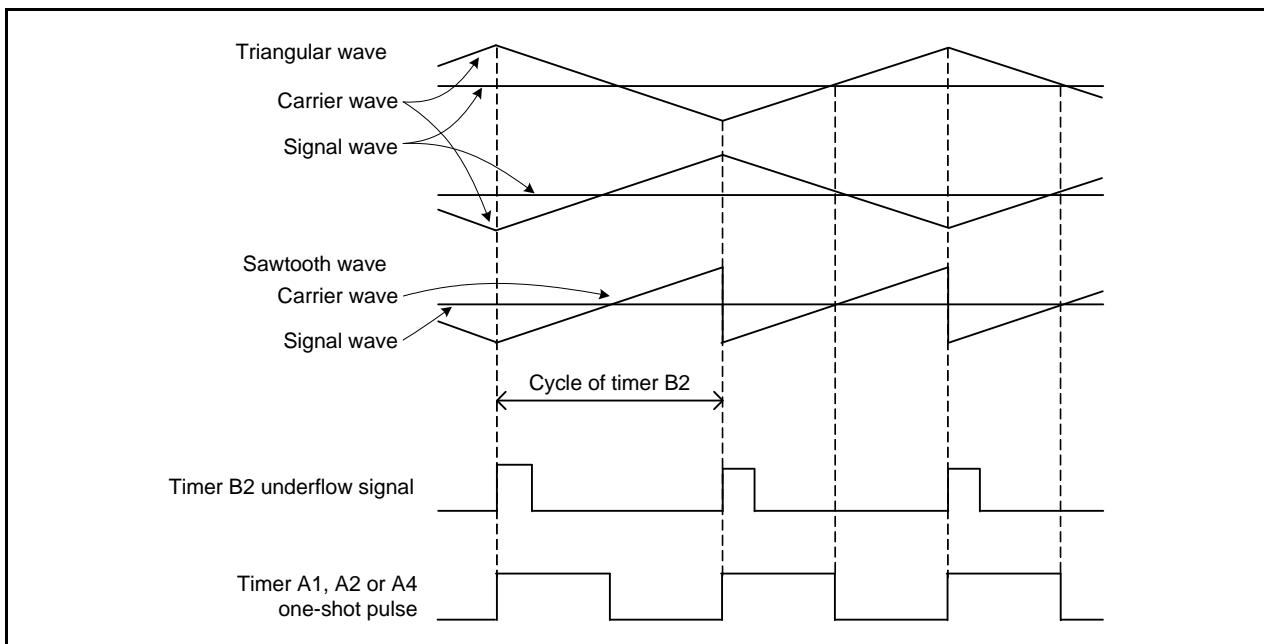 Triangular wave
Carrier wave
Signal wave
Sawtooth wave
Carrier wave
Signal wave
Cycle of timer B2
Timer B2 underflow signal
Timer A1, A2 or A4
one-shot pulse